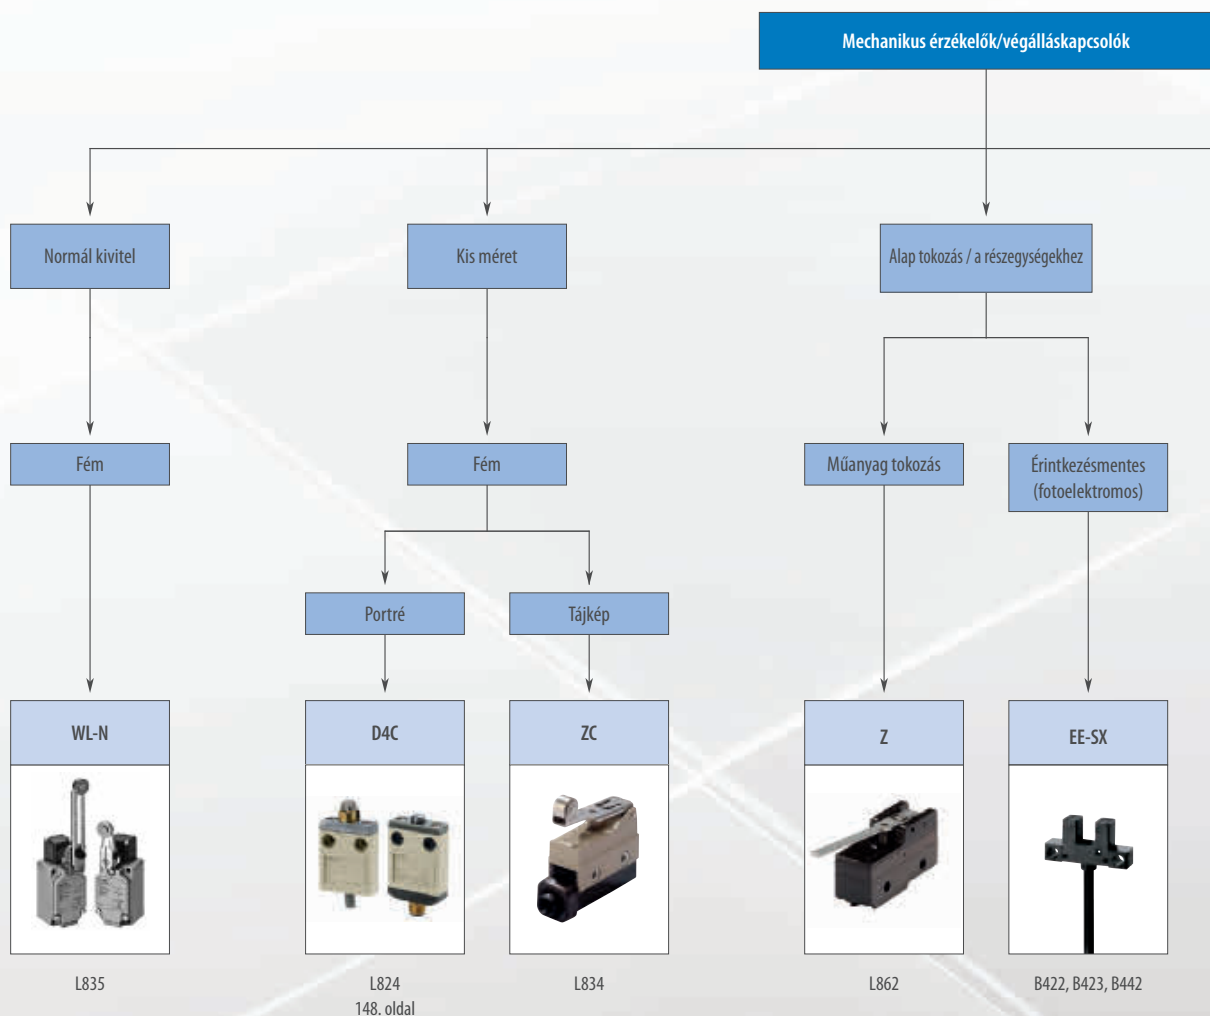 Mechanikus érzékelők/végálláskapcsolók
Normál kivitel
Kis méret
Alap tokozás / a részegységekhez
Fém
Fém
Műanyag tokozás
Érintkezésmentes
(fotoelektromos)
Portré
Tájkép
WL-N
D4C
ZC
Z
EE-SX
L835
L824
148. oldal
L834
L862
B422, B423, B442